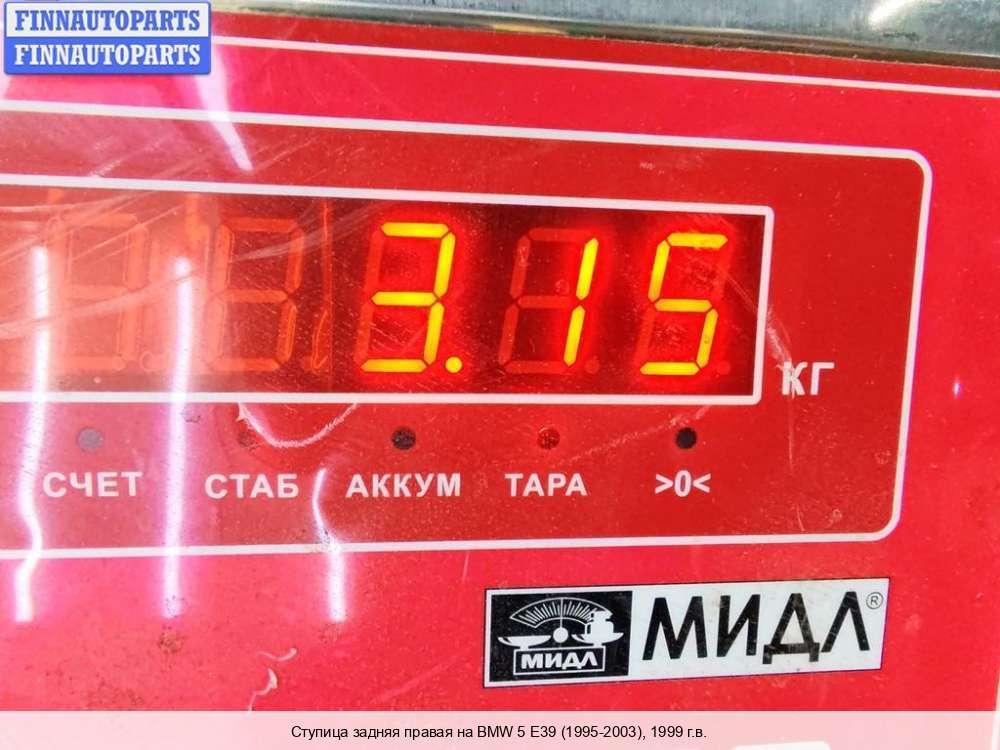 FINNAUTOPARTS
FINNAUTOPARTS
3.15
КГ
СЧЕТ СТАБ АККУМ ТАРА >0<
МИДЛ МИДЛ®
Ступица задняя правая на BMW 5 E39 (1995-2003), 1999 г.в.